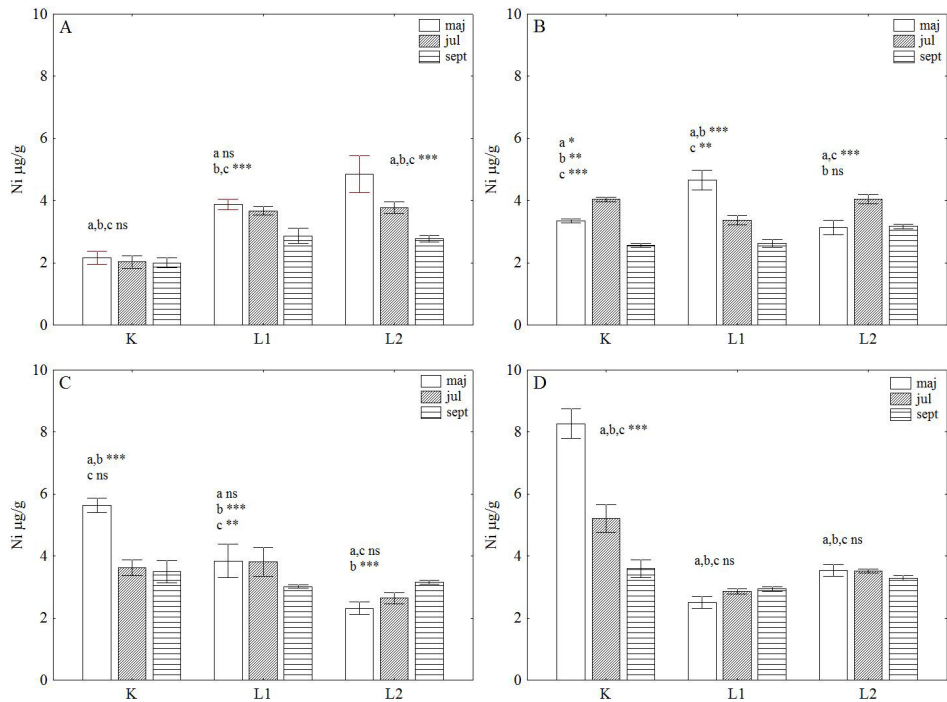 A
maj
jul
sept
Ni µg/g
10
8
6
4
2
0
a,b,c ns
a ns
b,c ***
a,b,c ***
K
L1
L2
B
maj
jul
sept
Ni µg/g
10
8
6
4
2
0
a *
b **
c ***
a,b ***
c **
a,c ***
b ns
K
L1
L2
C
maj
jul
sept
Ni µg/g
10
8
6
4
2
0
a,b ***
c ns
a ns
b ***
c **
a,c ns
b ***
K
L1
L2
D
maj
jul
sept
Ni µg/g
10
8
6
4
2
0
a,b,c ***
a,b,c ns
a,b,c ns
K
L1
L2